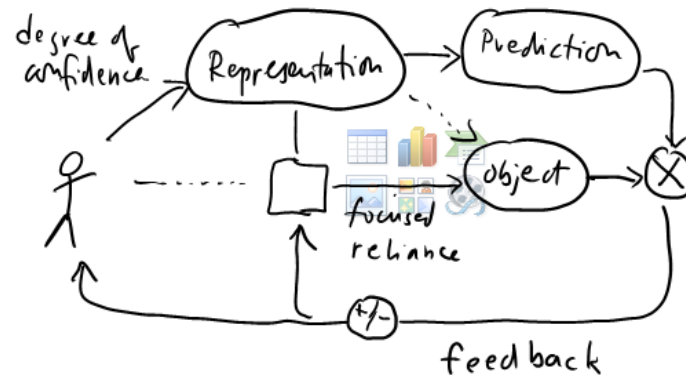 degree of
confidence
Representation
Prediction
object
X
focused
reliance
+/-
feedback